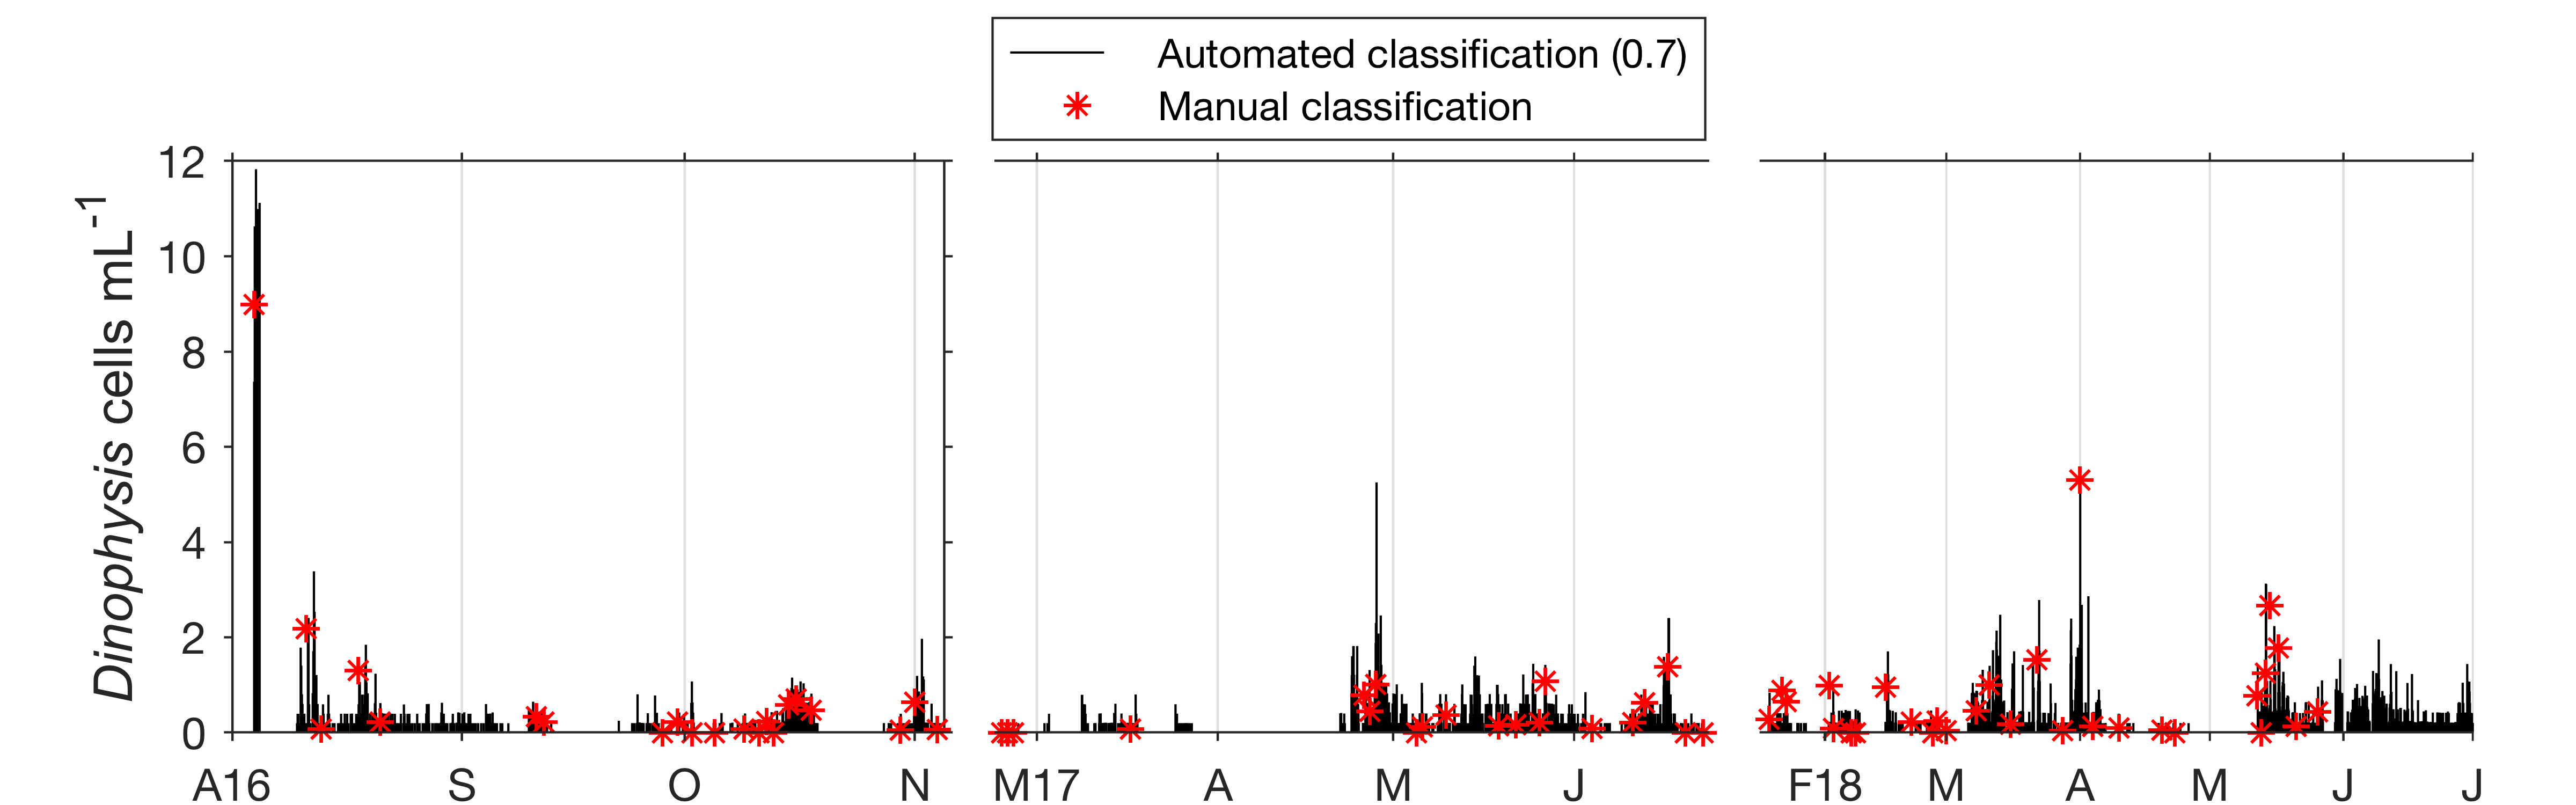 Automated classification (0.7)
Manual classification
Dinophysis cells mL-1
12
10
8
6
4
2
0
A16 S O N M17 A M J F18 M A M J J